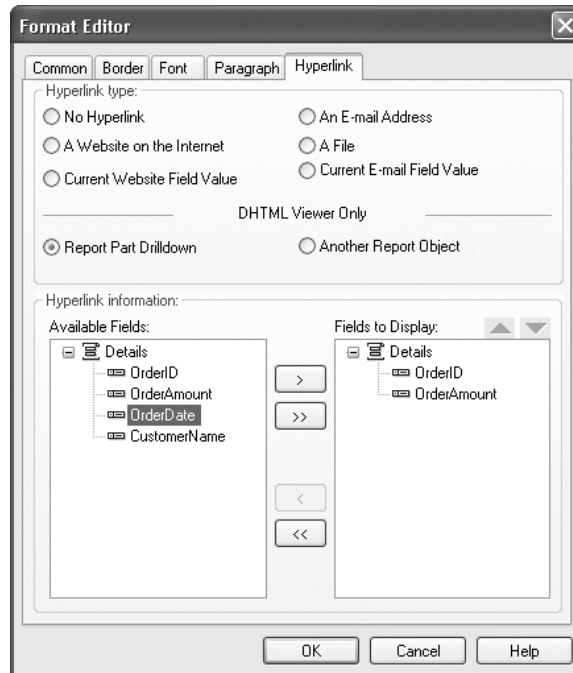 Format Editor
Common Border Font Paragraph Hyperlink
Hyperlink type:
No Hyperlink An E-mail Address
A Website on the Internet A File
Current Website Field Value Current E-mail Field Value
DHTML Viewer Only
Report Part Drilldown Another Report Object
Hyperlink information:
Available Fields: Fields to Display:
Details Details
OrderID > OrderID
OrderAmount OrderAmount
OrderDate >>
CustomerName
<
<<
OK Cancel Help